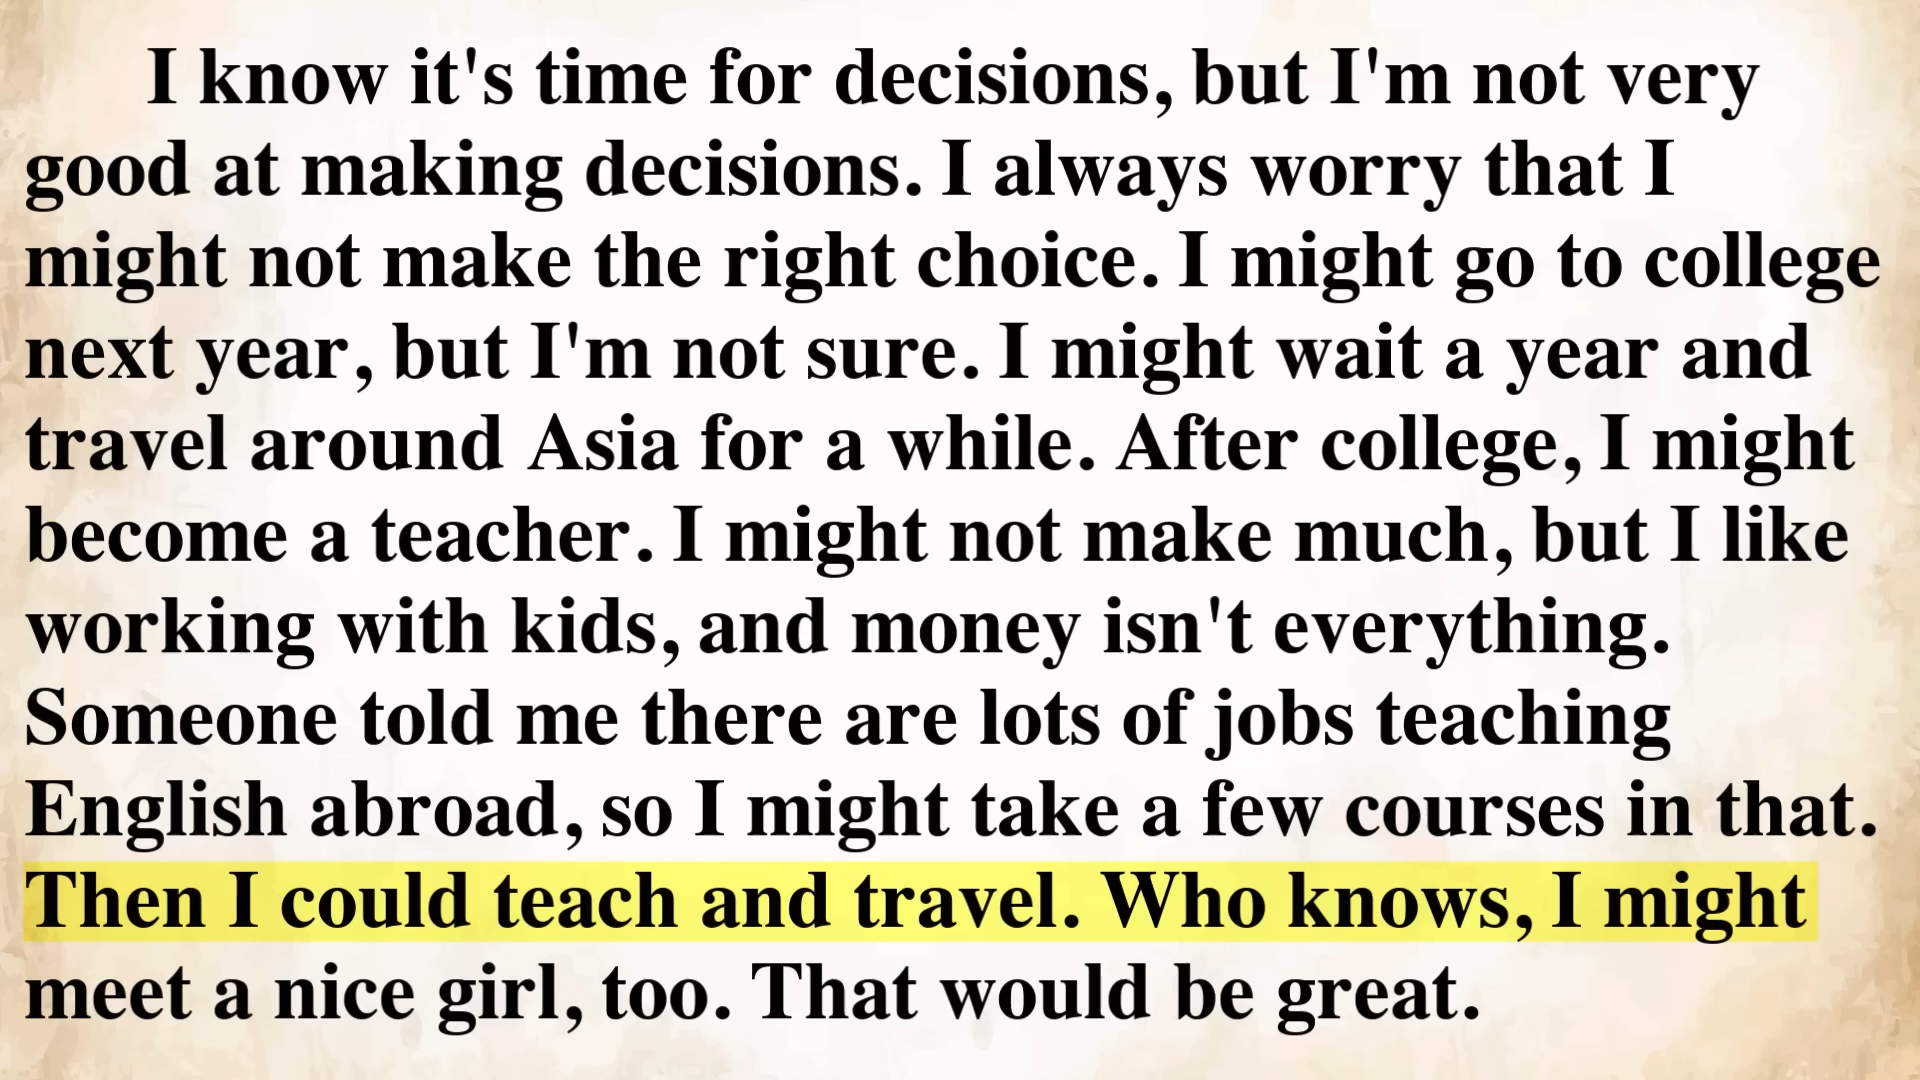 I know it's time for decisions, but I'm not very
good at making decisions. I always worry that I
might not make the right choice. I might go to college
next year, but I'm not sure. I might wait a year and
travel around Asia for a while. After college, I might
become a teacher. I might not make much, but I like
working with kids, and money isn't everything.
Someone told me there are lots of jobs teaching
English abroad, so I might take a few courses in that.
Then I could teach and travel. Who knows, I might
meet a nice girl, too. That would be great.